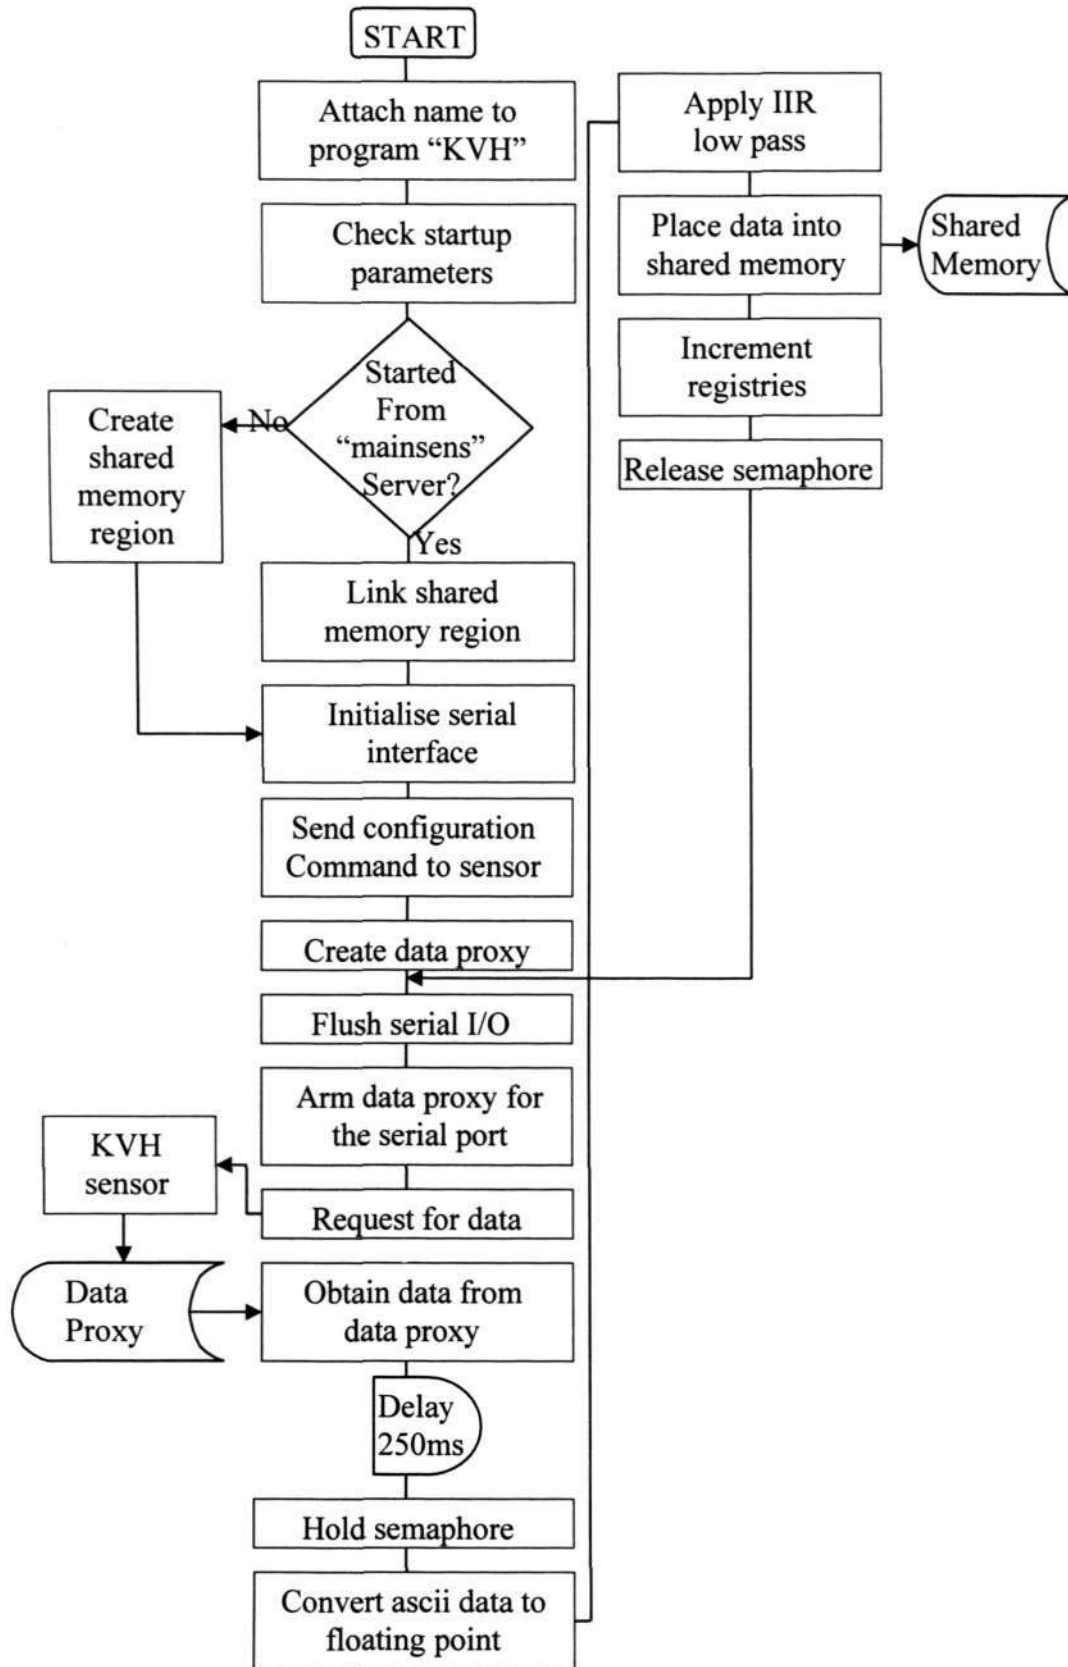 START
Attach name to
program “KVH”
Check startup
parameters
Started
From
“mainsens”
Server?
No
Create
shared
memory
region
Yes
Link shared
memory region
Initialise serial
interface
Send configuration
Command to sensor
Create data proxy
Flush serial I/O
Arm data proxy for
the serial port
Request for data
KVH
sensor
Data
Proxy
Obtain data from
data proxy
Delay
250ms
Hold semaphore
Convert ascii data to
floating point
Apply IIR
low pass
Place data into
shared memory
Shared
Memory
Increment
registries
Release semaphore